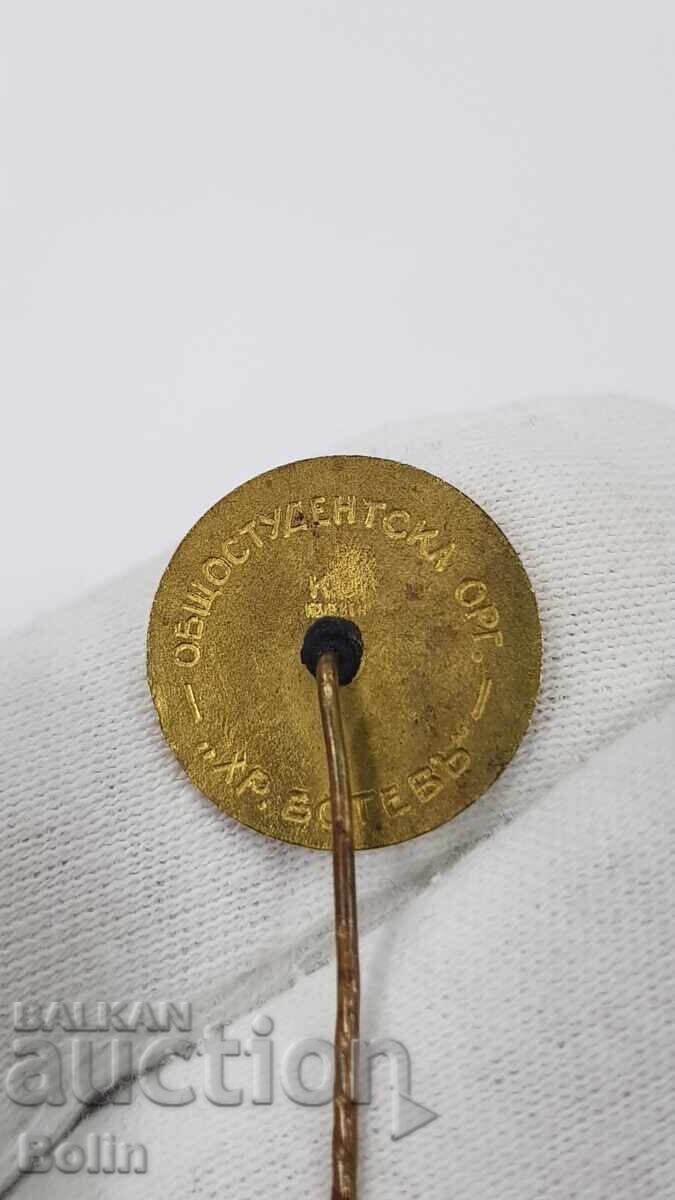 ОБЩОСТУДЕНТСКА ОРГ.
— „ХР. БОТЕВЪ" —
BALKAN
auction
Bolin